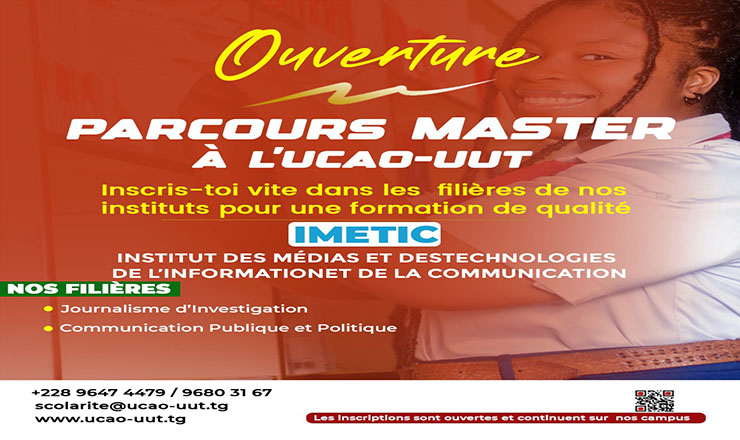 Ouverture
PARCOURS MASTER
À L'UCAO-UUT
Inscris-toi vite dans les filières de nos
instituts pour une formation de qualité
IMETIC
INSTITUT DES MÉDIAS ET DESTECHNOLOGIES
DE L'INFORMATIONET DE LA COMMUNICATION
NOS FILIÈRES
Journalisme d'Investigation
Communication Publique et Politique
+228 9647 4479 / 9680 31 67
scolarite@ucao-uut.tg
www.ucao-uut.tg
Les inscriptions sont ouvertes et continuent sur nos campus